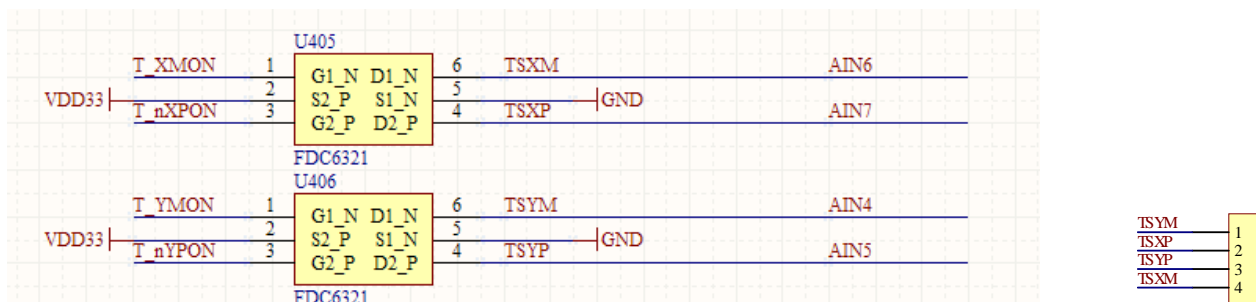 U405
T_XMON 1 G1_N D1_N 6 TSXM AIN6
VDD33 2 S2_P S1_N 5 GND
T_nXPON 3 G2_P D2_P 4 TSXP AIN7
FDC6321
U406
T_YMON 1 G1_N D1_N 6 TSYM AIN4
VDD33 2 S2_P S1_N 5 GND
T_nYPON 3 G2_P D2_P 4 TSYP AIN5
FDC6321
TSYM 1
TSXP 2
TSYP 3
TSXM 4